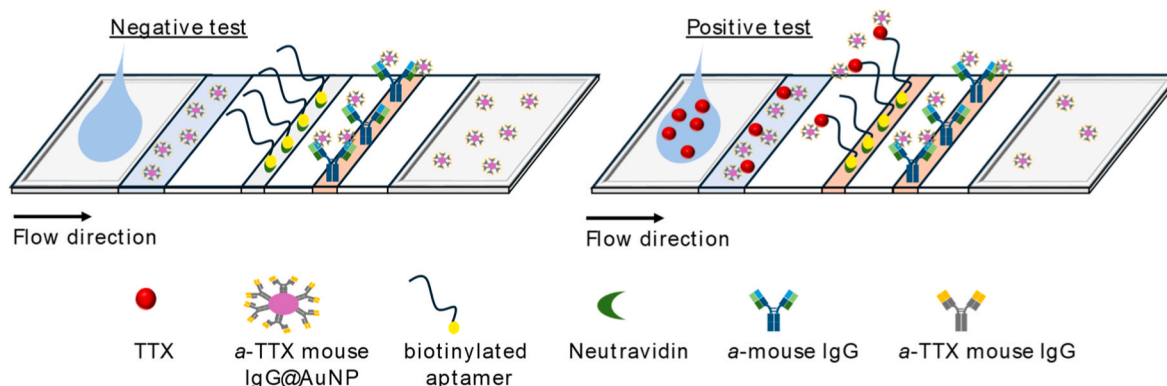 Negative test
Positive test
Flow direction
Flow direction
TTX
a-TTX mouse
IgG@AuNP
biotinylated
aptamer
Neutravidin
a-mouse IgG
a-TTX mouse IgG